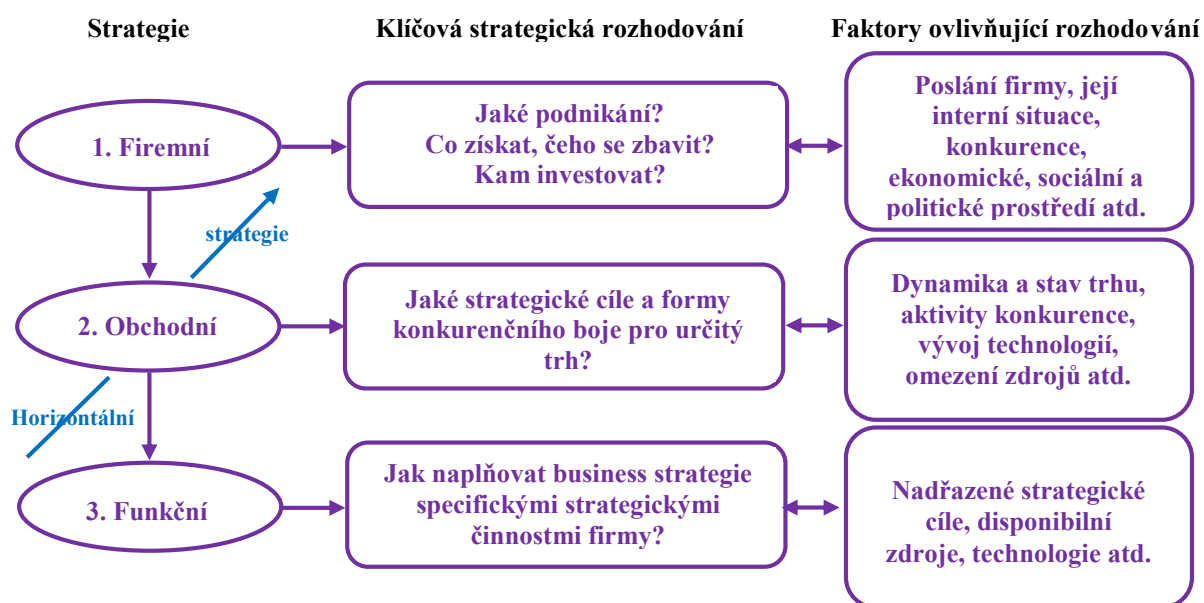 Strategie
Klíčová strategická rozhodování
Faktory ovlivňující rozhodování
1. Firemní
Jaké podnikání?
Co získat, čeho se zbavit?
Kam investovat?
Poslání firmy, její
interní situace,
konkurence,
ekonomické, sociální a
politické prostředí atd.
strategie
2. Obchodní
Jaké strategické cíle a formy
konkurenčního boje pro určitý
trh?
Dynamika a stav trhu,
aktivity konkurence,
vývoj technologií,
omezení zdrojů atd.
Horizontální
3. Funkční
Jak naplňovat business strategie
specifickými strategickými
činnostmi firmy?
Nadřazené strategické
cíle, disponibilní
zdroje, technologie atd.